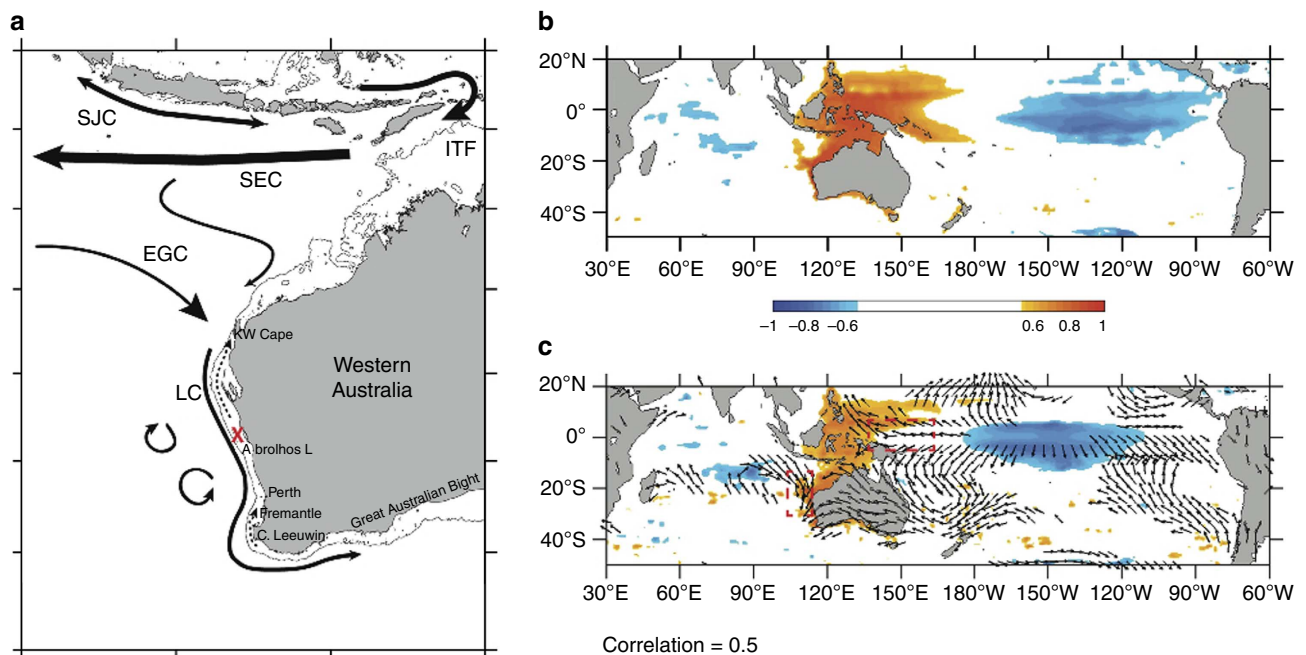 a
SJC
ITF
SEC
EGC
KW Cape
Western
Australia
LC
X
Abrolhos L
Perth
Fremantle
C. Leeuwin
Great Australian Bight
b
20°N
0°
20°S
40°S
30°E 60°E 90°E 120°E 150°E 180°W 150°W 120°W 90°W 60°W
−1 −0.8 −0.6 0.6 0.8 1
c
20°N
0°
20°S
40°S
30°E 60°E 90°E 120°E 150°E 180°W 150°W 120°W 90°W 60°W
Correlation = 0.5